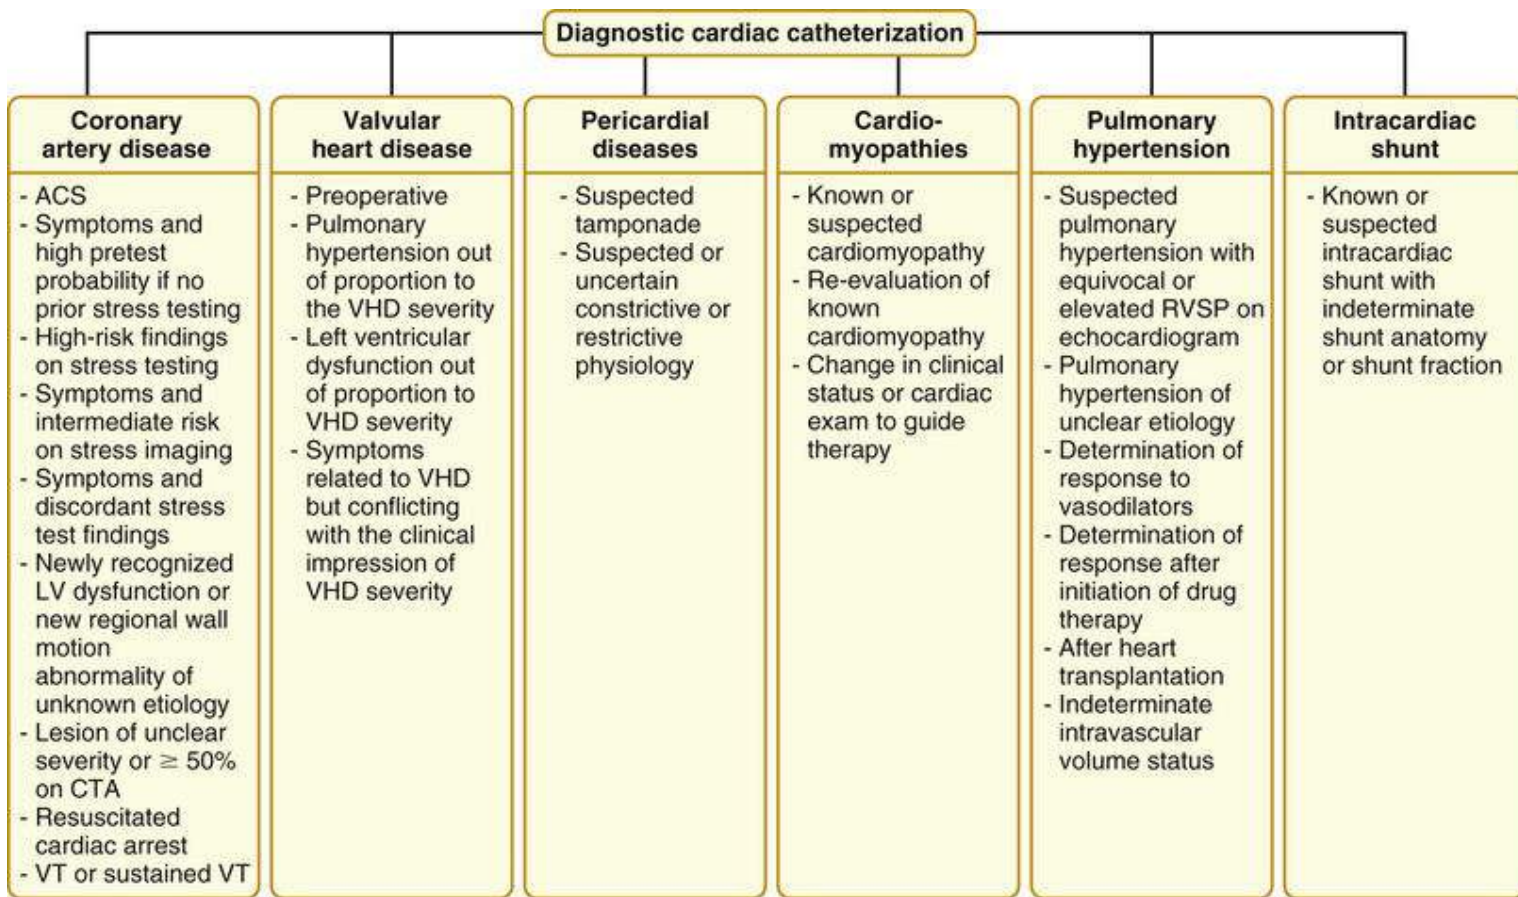 Diagnostic cardiac catheterization
Coronary
artery disease
- ACS
- Symptoms and
high pretest
probability if no
prior stress testing
- High-risk findings
on stress testing
- Symptoms and
intermediate risk
on stress imaging
- Symptoms and
discordant stress
test findings
- Newly recognized
LV dysfunction or
new regional wall
motion
abnormality of
unknown etiology
- Lesion of unclear
severity or ≥ 50%
on CTA
- Resuscitated
cardiac arrest
- VT or sustained VT
Valvular
heart disease
- Preoperative
- Pulmonary
hypertension out
of proportion to
the VHD severity
- Left ventricular
dysfunction out
of proportion to
VHD severity
- Symptoms
related to VHD
but conflicting
with the clinical
impression of
VHD severity
Pericardial
diseases
- Suspected
tamponade
- Suspected or
uncertain
constrictive or
restrictive
physiology
Cardio-
myopathies
- Known or
suspected
cardiomyopathy
- Re-evaluation of
known
cardiomyopathy
- Change in clinical
status or cardiac
exam to guide
therapy
Pulmonary
hypertension
- Suspected
pulmonary
hypertension with
equivocal or
elevated RVSP on
echocardiogram
- Pulmonary
hypertension of
unclear etiology
- Determination of
response to
vasodilators
- Determination of
response after
initiation of drug
therapy
- After heart
transplantation
- Indeterminate
intravascular
volume status
Intracardiac
shunt
- Known or
suspected
intracardiac
shunt with
indeterminate
shunt anatomy
or shunt fraction